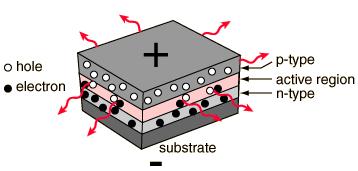 +
p-type
hole
active region
electron
n-type
substrate
-